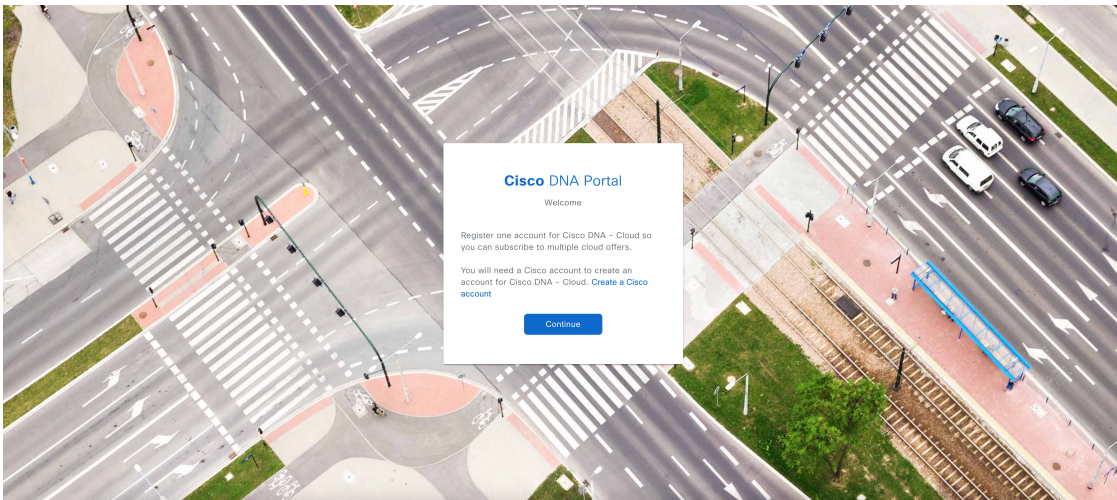 Cisco DNA Portal
Welcome
Register one account for Cisco DNA - Cloud so
you can subscribe to multiple cloud offers.
You will need a Cisco account to create an
account for Cisco DNA - Cloud. Create a Cisco
account
Continue